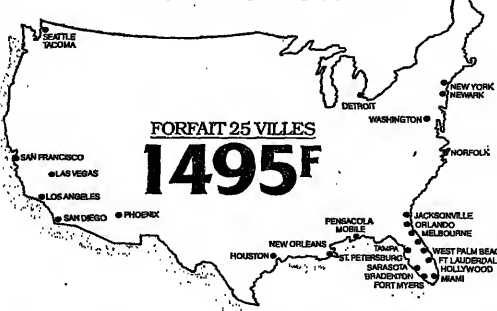 SEATTLE
TACOMA
NEW YORK
NEWARK
DETROIT
WASHINGTON
FORFAIT 25 VILLES
1495F
NORFOLK
SAN FRANCISCO
LAS VEGAS
LOS ANGELES
SAN DIEGO
PHOENIX
JACKSONVILLE
ORLANDO
MELBOURNE
PENSACOLA
MOBILE
NEW ORLEANS
HOUSTON
TAMPA
ST. PETERSBURG
SARASOTA
BRADENTON
FORT MYERS
WEST PALM BEAC
FT LAUDERDAL
HOLLYWOOD
MIAMI